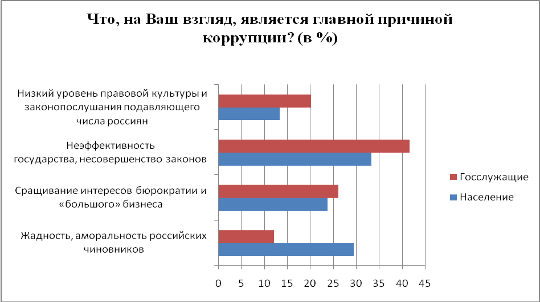 Что, на Ваш взгляд, является главной причиной
коррупции? (в %)
Низкий уровень правовой культуры и
законопослушания подавляющего
числа россиян
Неэффективность
государства, несовершенство законов
Сращивание интересов бюрократии и
«большого» бизнеса
Жадность, аморальность российских
чиновников
Госслужащие
Население
0 5 10 15 20 25 30 35 40 45